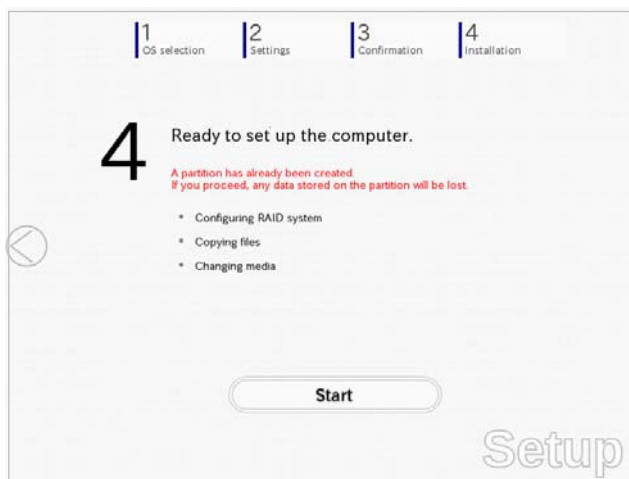 1
OS selection
2
Settings
3
Confirmation
4
Installation
4
Ready to set up the computer.
A partition has already been created.
If you proceed, any data stored on the partition will be lost.
Configuring RAID system
Copying files
Changing media
Start
Setup